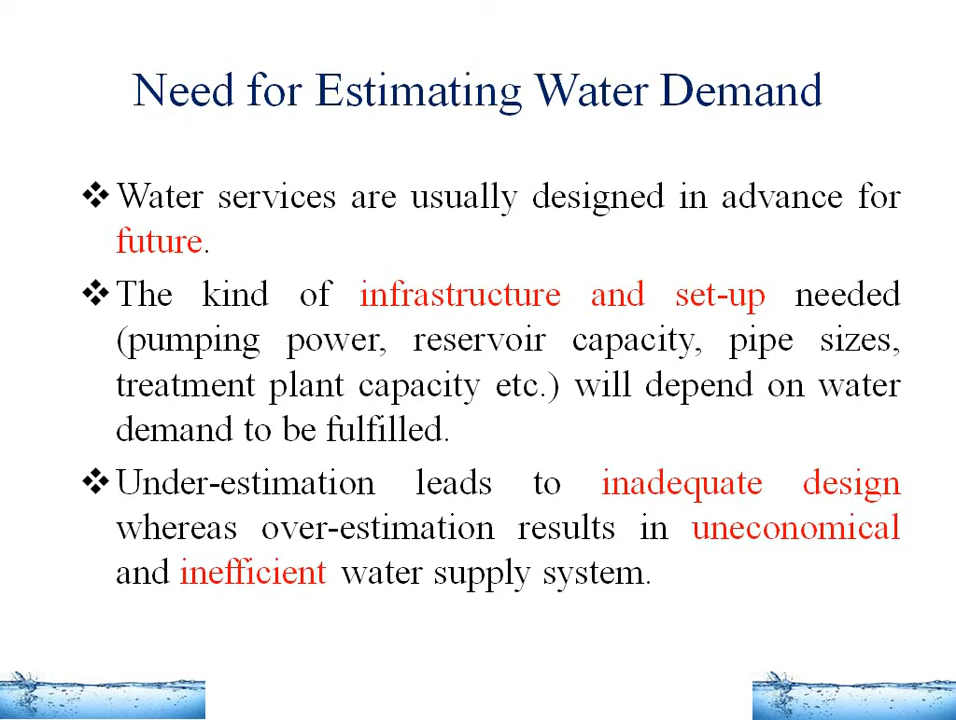 Need for Estimating Water Demand
❖ Water services are usually designed in advance for
future.
❖ The kind of infrastructure and set-up needed
(pumping power, reservoir capacity, pipe sizes,
treatment plant capacity etc.) will depend on water
demand to be fulfilled.
❖ Under-estimation leads to inadequate design
whereas over-estimation results in uneconomical
and inefficient water supply system.